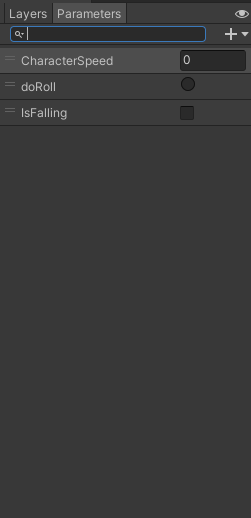 Layers Parameters
CharacterSpeed 0
doRoll
IsFalling